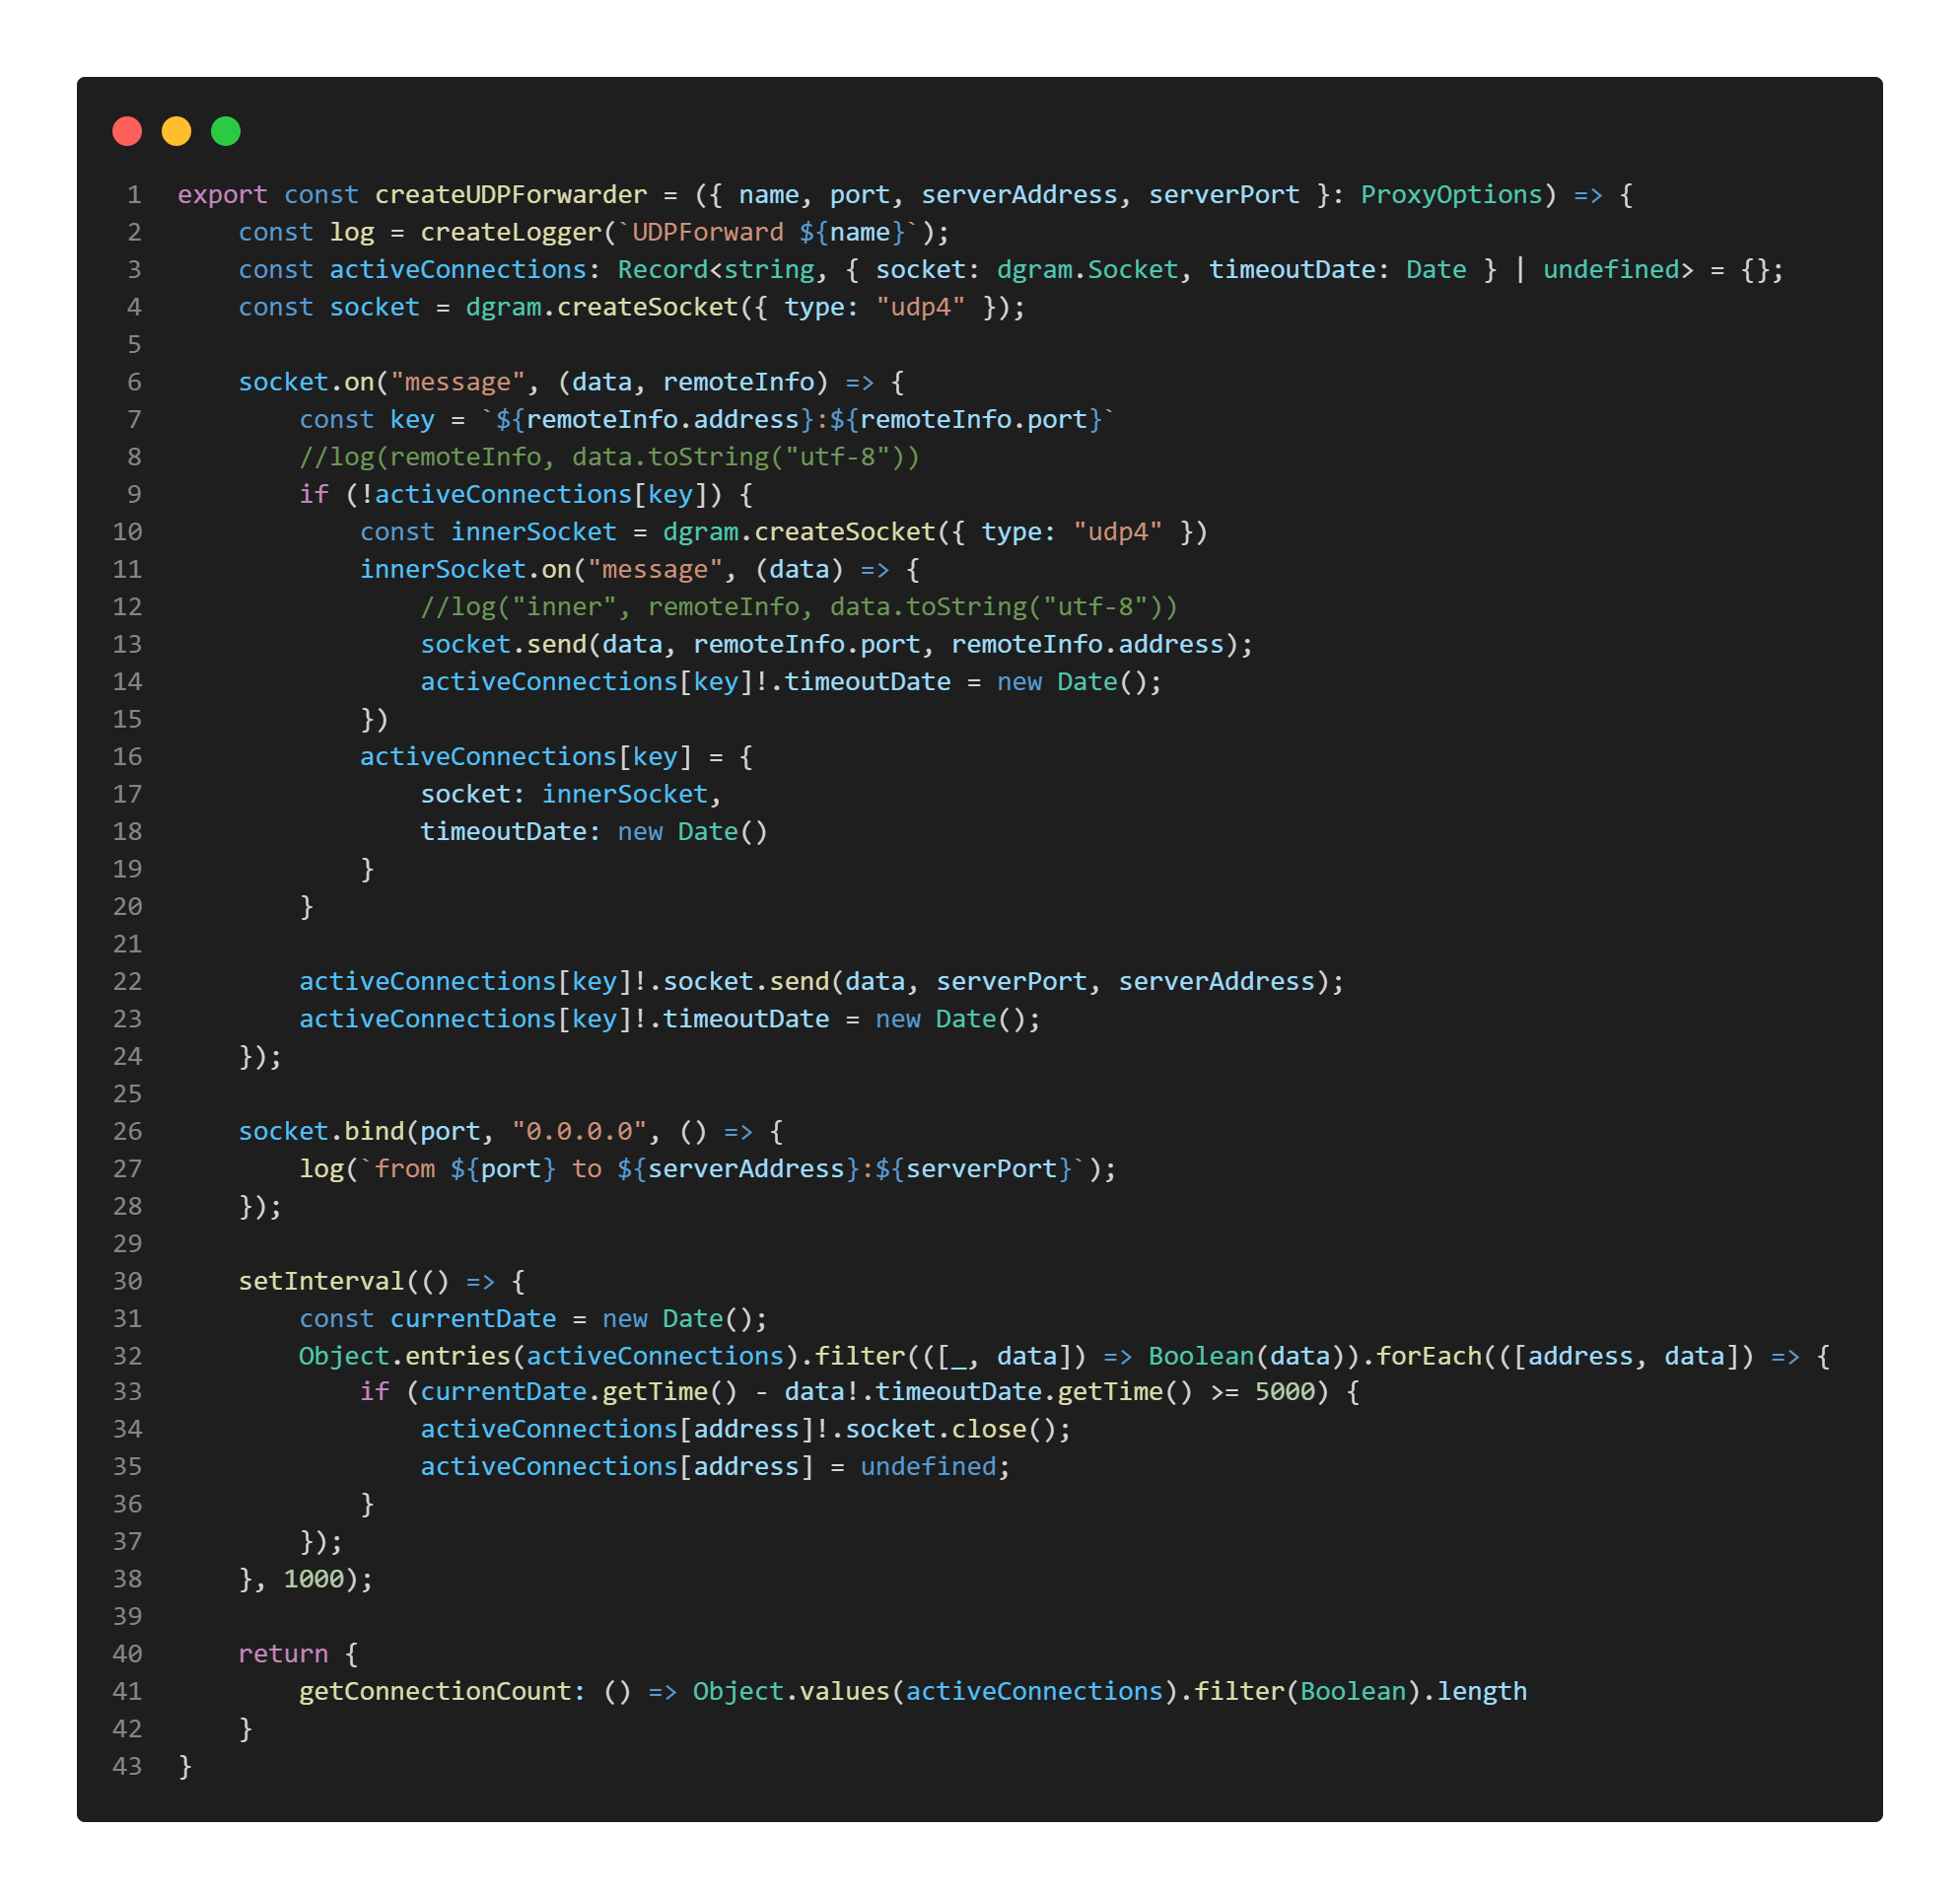 1 export const createUDPForwarder = ({ name, port, serverAddress, serverPort }: ProxyOptions) => {
2     const log = createLogger(`UDPForward ${name}`);
3     const activeConnections: Record<string, { socket: dgram.Socket, timeoutDate: Date } | undefined> = {};
4     const socket = dgram.createSocket({ type: "udp4" });
5
6     socket.on("message", (data, remoteInfo) => {
7         const key = `${remoteInfo.address}:${remoteInfo.port}`
8         //log(remoteInfo, data.toString("utf-8"))
9         if (!activeConnections[key]) {
10             const innerSocket = dgram.createSocket({ type: "udp4" })
11             innerSocket.on("message", (data) => {
12                 //log("inner", remoteInfo, data.toString("utf-8"))
13                 socket.send(data, remoteInfo.port, remoteInfo.address);
14                 activeConnections[key]!.timeoutDate = new Date();
15             })
16             activeConnections[key] = {
17                 socket: innerSocket,
18                 timeoutDate: new Date()
19             }
20         }
21
22         activeConnections[key]!.socket.send(data, serverPort, serverAddress);
23         activeConnections[key]!.timeoutDate = new Date();
24     });
25
26     socket.bind(port, "0.0.0.0", () => {
27         log(`from ${port} to ${serverAddress}:${serverPort}`);
28     });
29
30     setInterval(() => {
31         const currentDate = new Date();
32         Object.entries(activeConnections).filter(([_, data]) => Boolean(data)).forEach(([address, data]) => {
33             if (currentDate.getTime() - data!.timeoutDate.getTime() >= 5000) {
34                 activeConnections[address]!.socket.close();
35                 activeConnections[address] = undefined;
36             }
37         });
38     }, 1000);
39
40     return {
41         getConnectionCount: () => Object.values(activeConnections).filter(Boolean).length
42     }
43 }